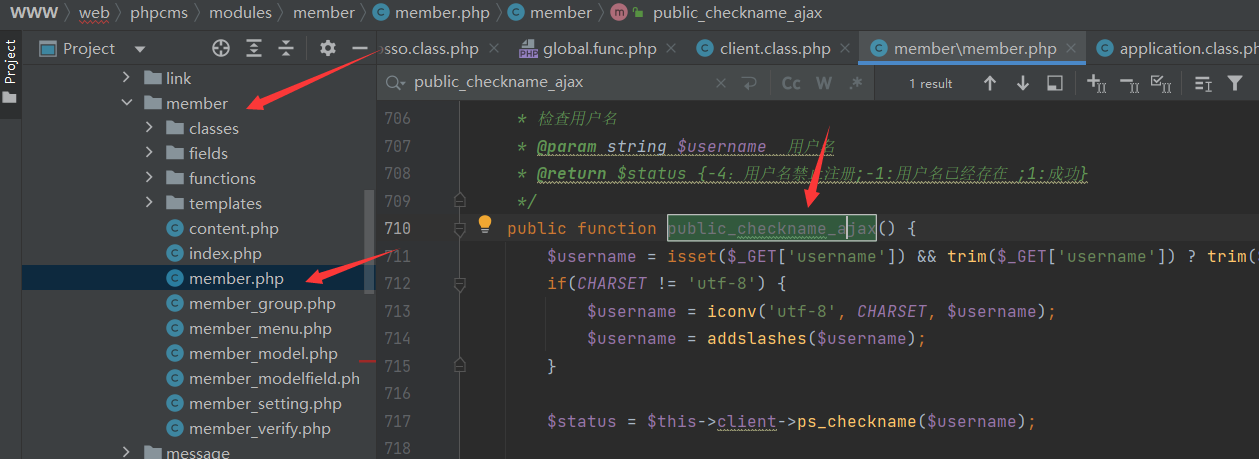 WWW > web > phpcms > modules > member > member.php > member > m public_checkname_ajax
Project
Project
sso.class.php × global.func.php × client.class.php × member\member.php × application.class.ph
public_checkname_ajax × Cc W .* 1 result
link
member
classes
fields
functions
templates
content.php
index.php
member.php
member_group.php
member_menu.php
member_model.php
member_modelfield.ph
member_setting.php
member_verify.php
message
706 * 检查用户名
707 * @param string $username 用户名
708 * @return $status {-4：用户名禁止注册;-1:用户名已经存在 ;1:成功}
709 */
710 public function public_checkname_ajax() {
711 $username = isset($_GET['username']) && trim($_GET['username']) ? trim(
712 if(CHARSET != 'utf-8') {
713 $username = iconv('utf-8', CHARSET, $username);
714 $username = addslashes($username);
715 }
716
717 $status = $this->client->ps_checkname($username);
718